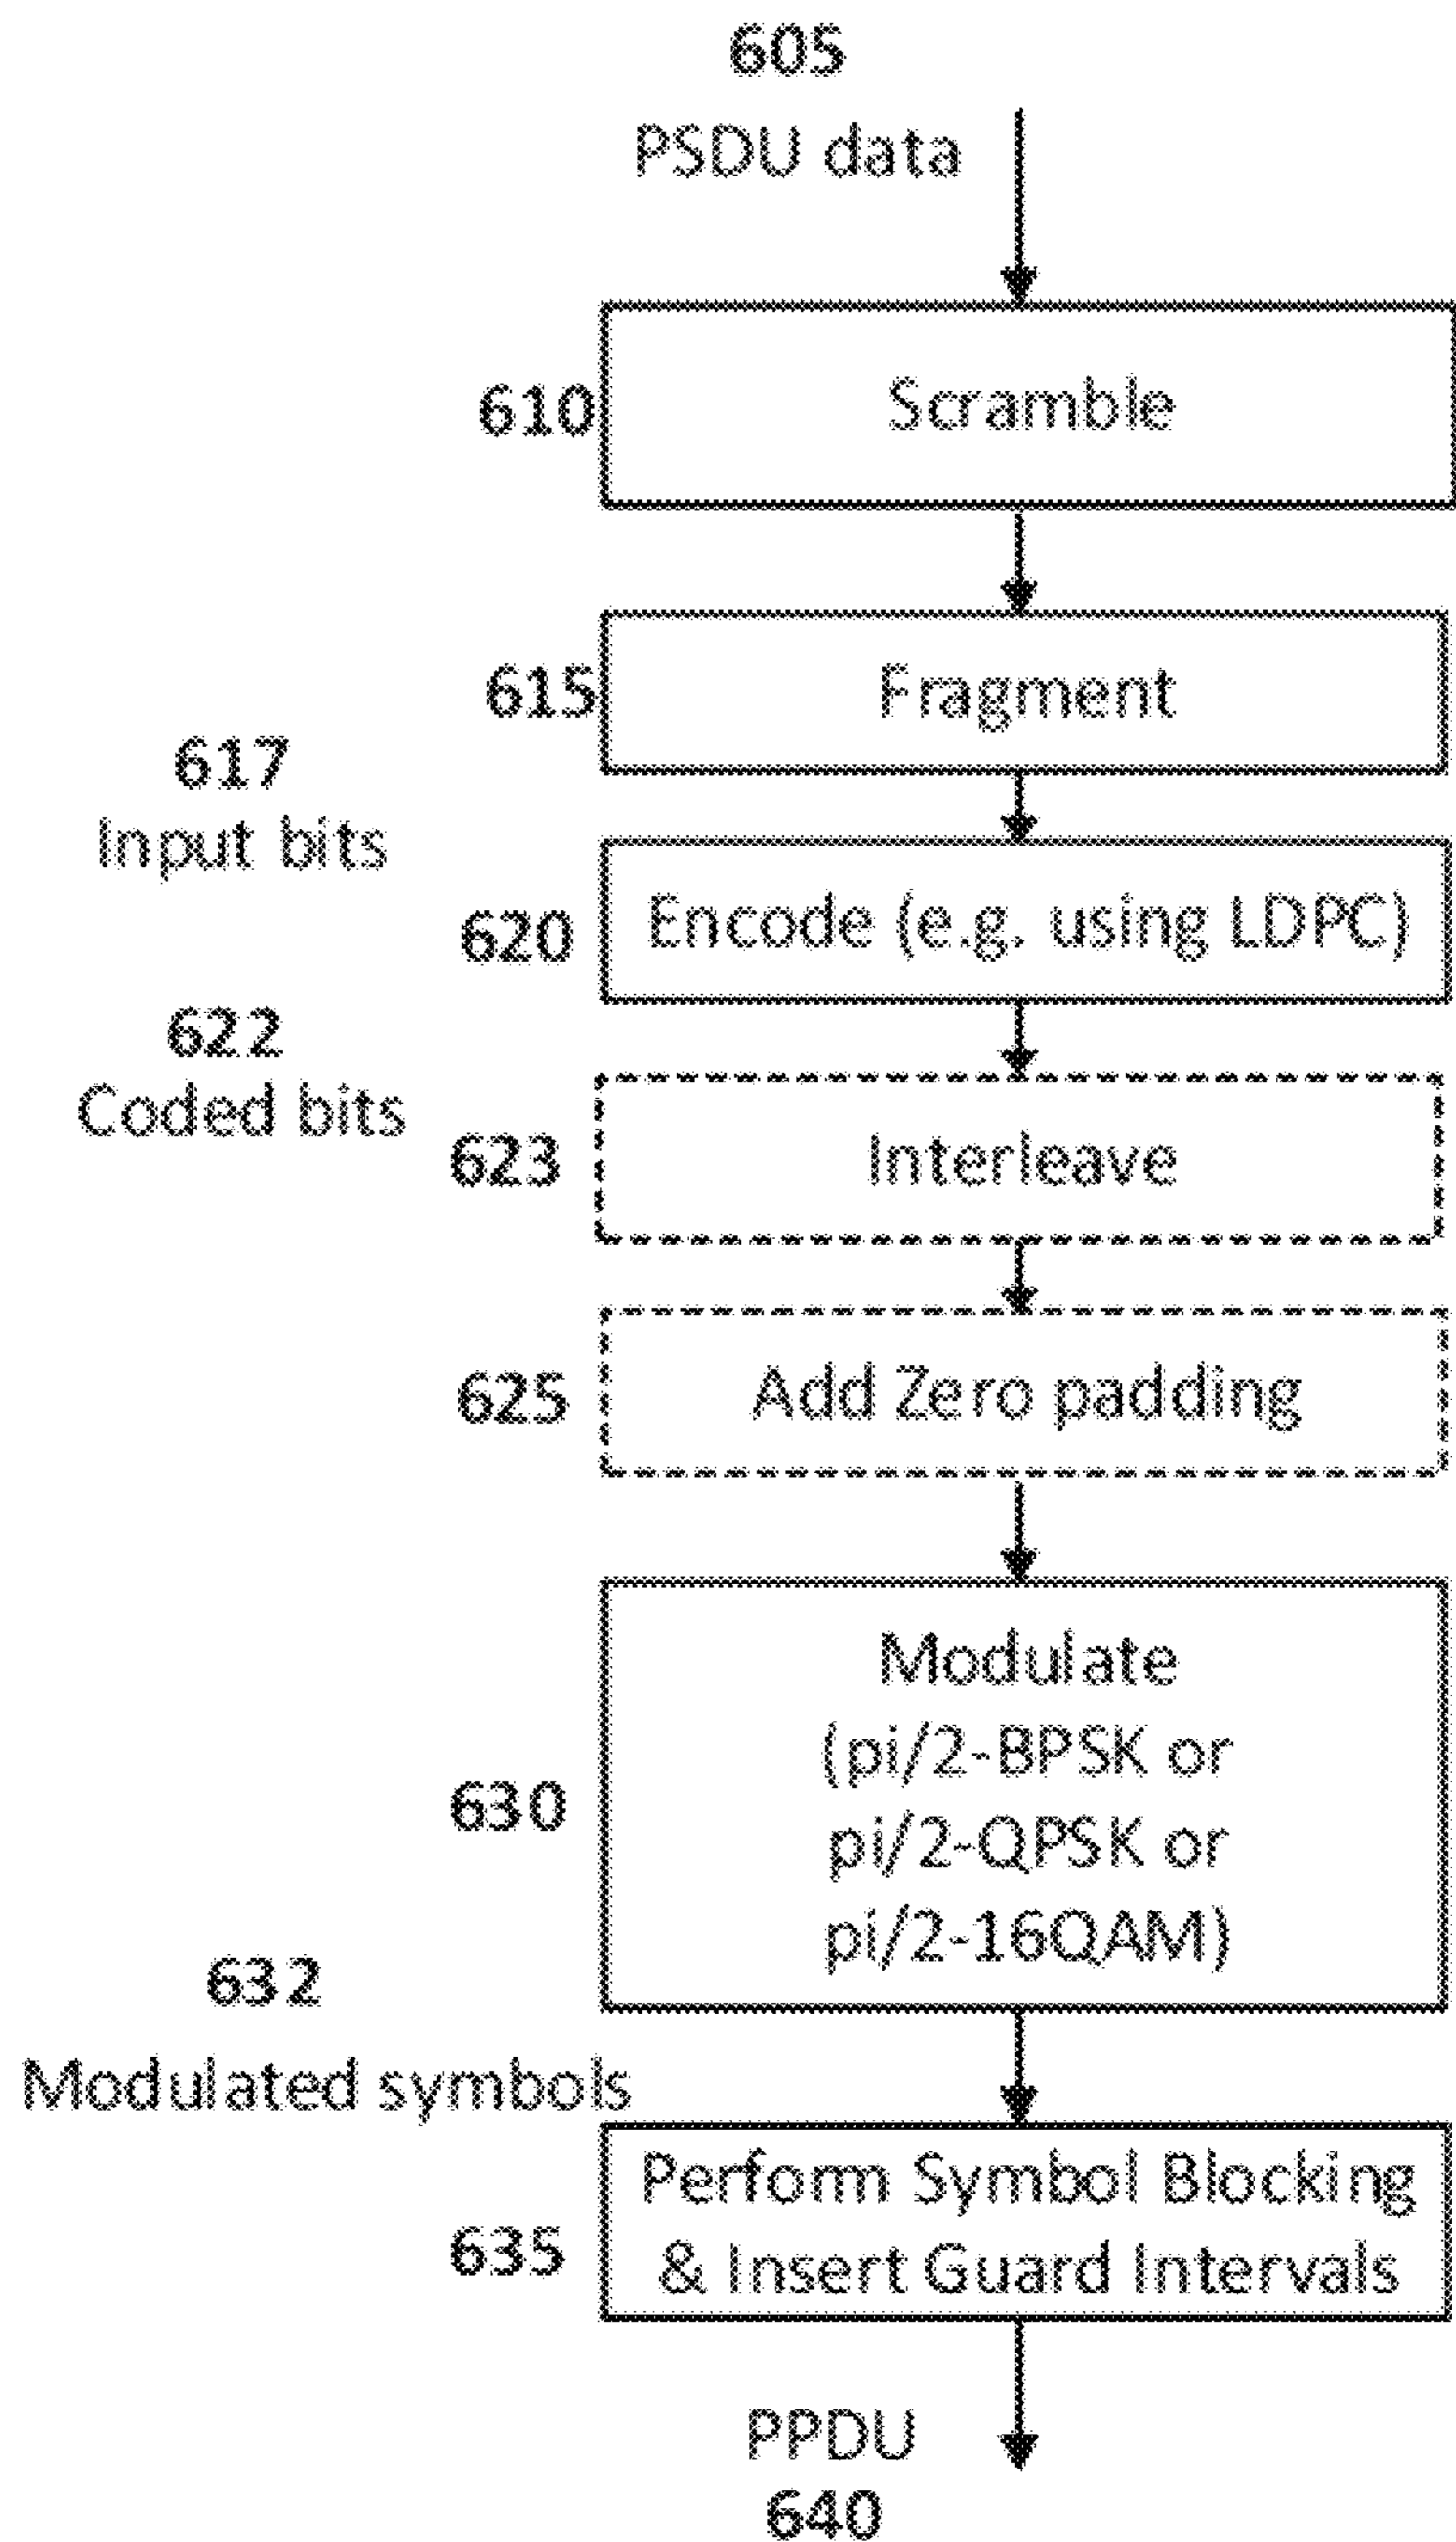 605
PSDU data
610
Scramble
615
Fragment
617
Input bits
620
Encode (e.g. using LDPC)
622
Coded bits
623
Interleave
625
Add Zero padding
630
Modulate
(pi/2-BPSK or
pi/2-QPSK or
pi/2-16QAM)
632
Modulated symbols
635
Perform Symbol Blocking
& Insert Guard Intervals
PPDU
640